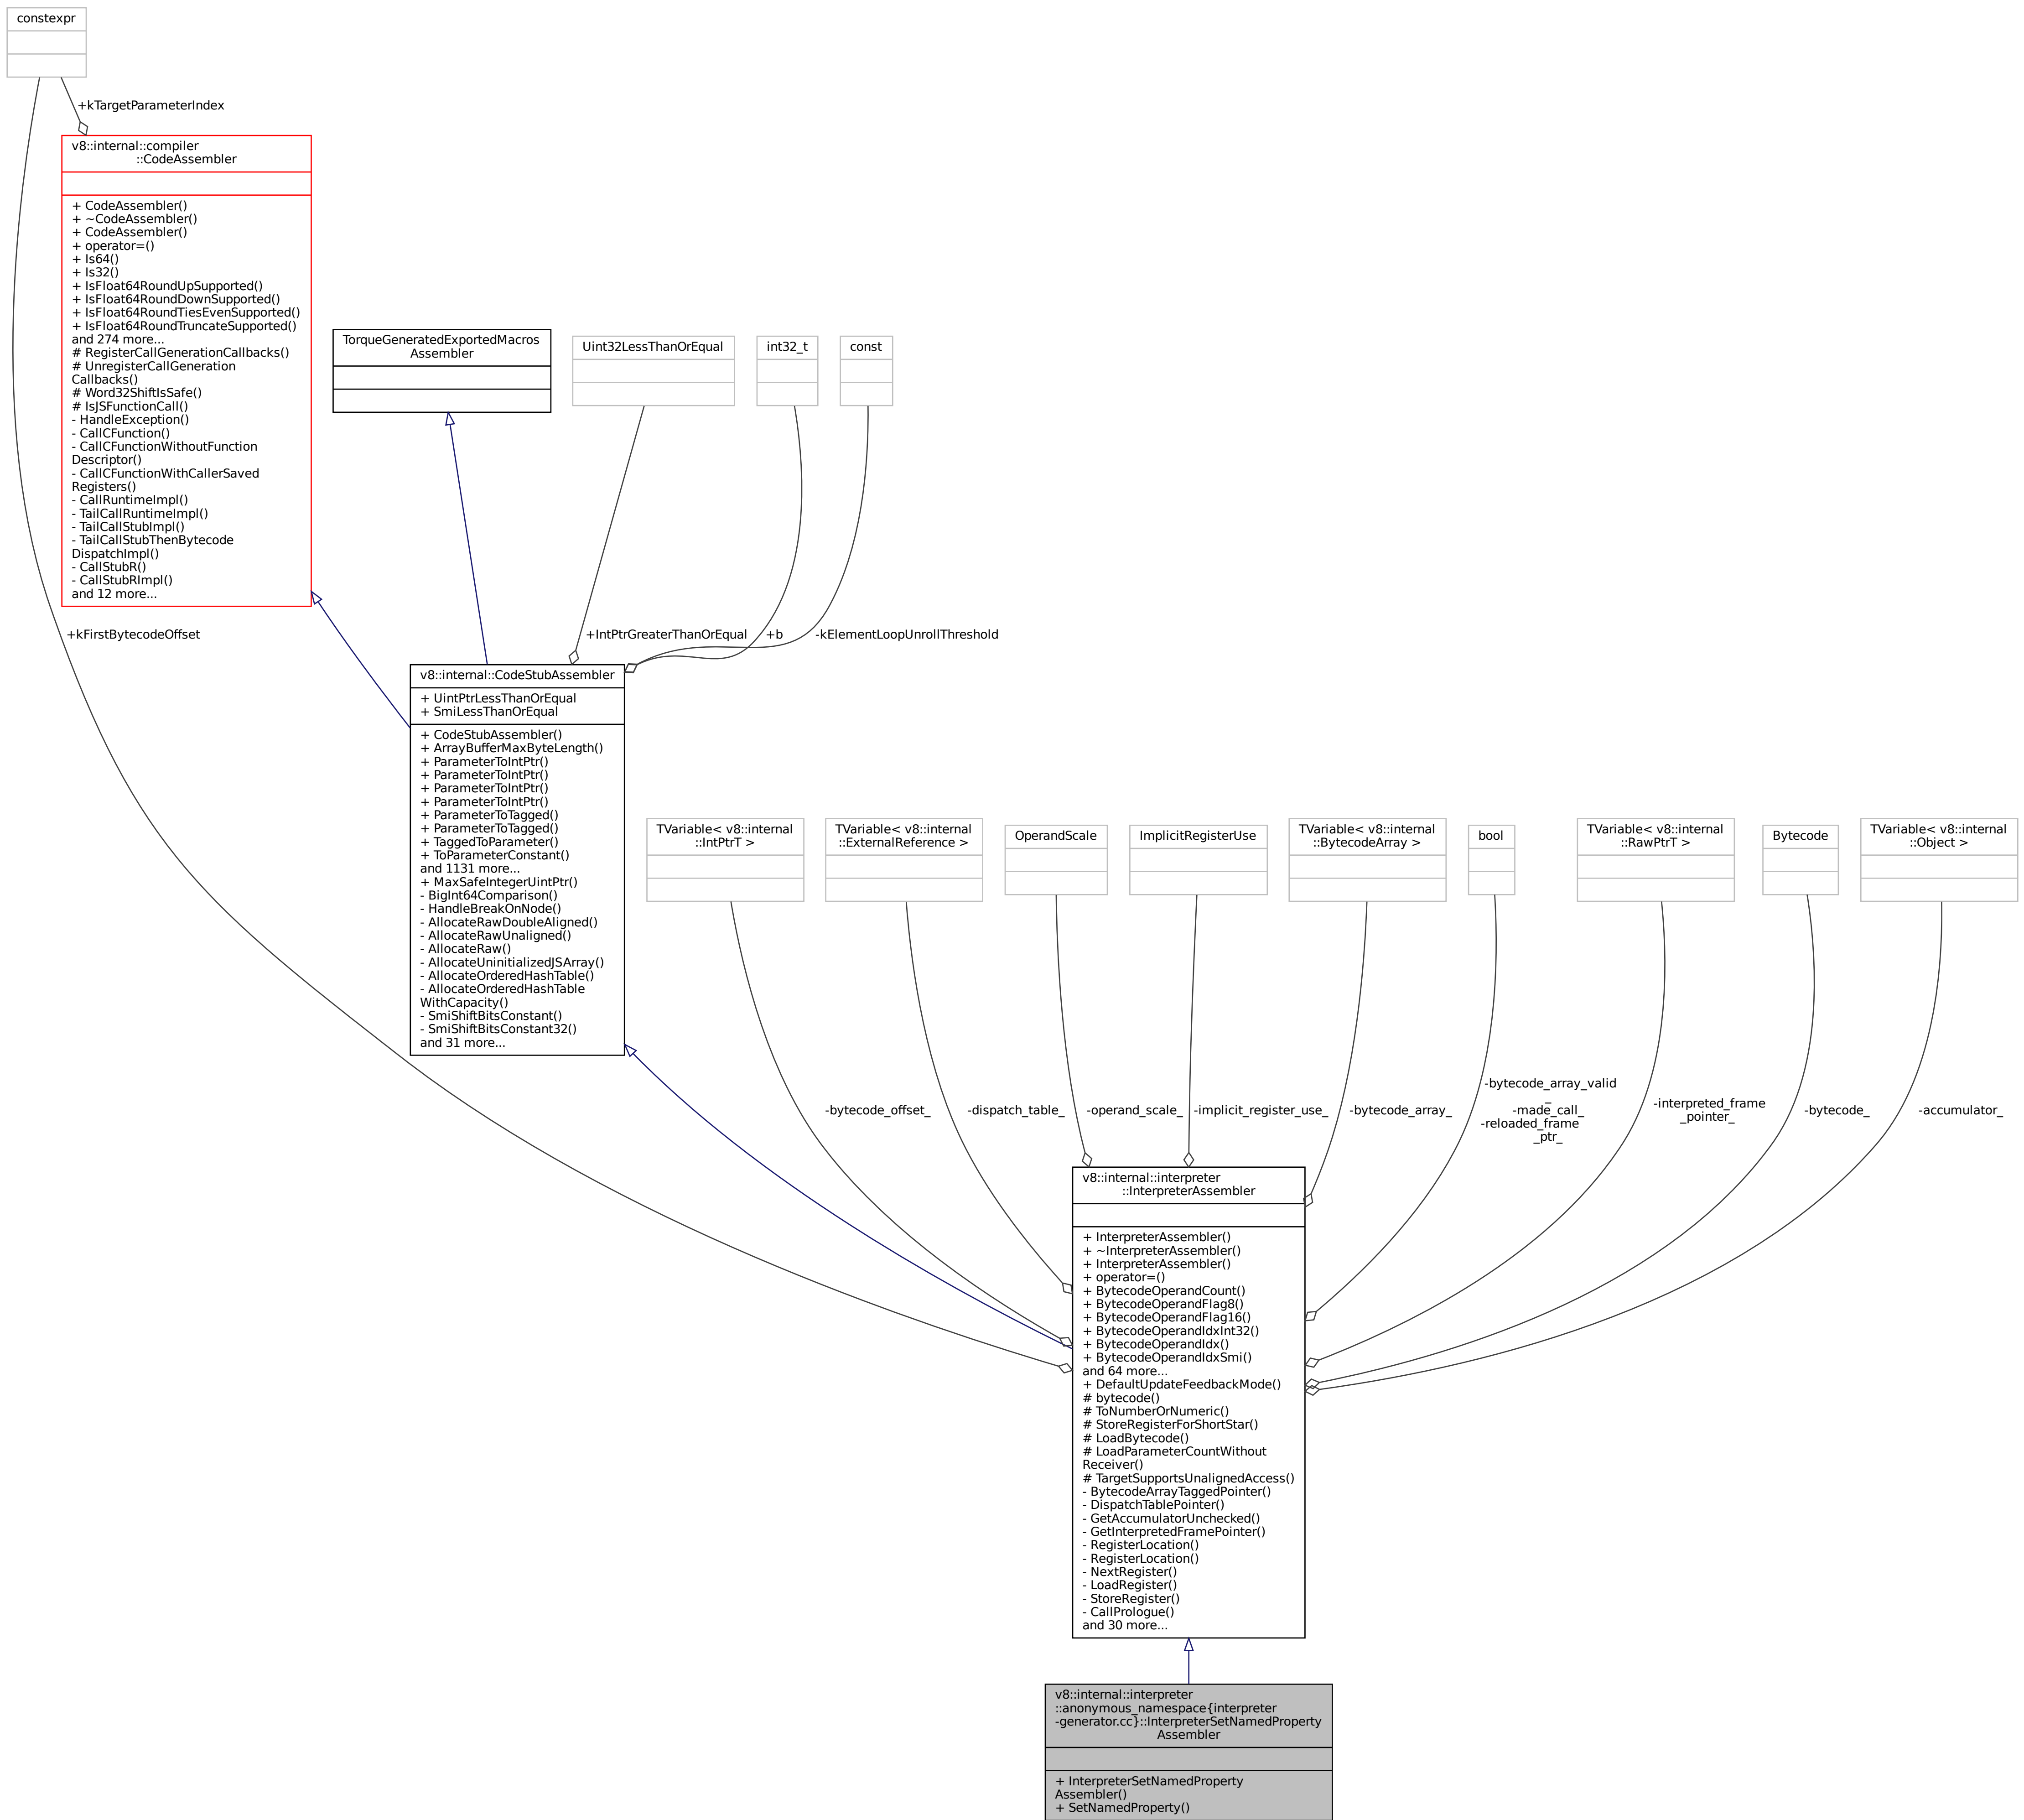 constexpr
+kTargetParameterIndex
v8::internal::compiler
::CodeAssembler
+ CodeAssembler()
+ ~CodeAssembler()
+ CodeAssembler()
+ operator=()
+ Is64()
+ Is32()
+ IsFloat64RoundUpSupported()
+ IsFloat64RoundDownSupported()
+ IsFloat64RoundTiesEvenSupported()
+ IsFloat64RoundTruncateSupported()
and 274 more...
# RegisterCallGenerationCallbacks()
# UnregisterCallGeneration
Callbacks()
# Word32ShiftIsSafe()
# IsJSFunctionCall()
- HandleException()
- CallCFunction()
- CallCFunctionWithoutFunction
Descriptor()
- CallCFunctionWithCallerSaved
Registers()
- CallRuntimeImpl()
- TailCallRuntimeImpl()
- TailCallStubImpl()
- TailCallStubThenBytecode
DispatchImpl()
- CallStubR()
- CallStubRImpl()
and 12 more...
TorqueGeneratedExportedMacros
Assembler
Uint32LessThanOrEqual
int32_t
const
+kFirstBytecodeOffset
+IntPtrGreaterThanOrEqual
+b
-kElementLoopUnrollThreshold
v8::internal::CodeStubAssembler
+ UintPtrLessThanOrEqual
+ SmiLessThanOrEqual
+ CodeStubAssembler()
+ ArrayBufferMaxByteLength()
+ ParameterToIntPtr()
+ ParameterToIntPtr()
+ ParameterToIntPtr()
+ ParameterToIntPtr()
+ ParameterToTagged()
+ ParameterToTagged()
+ TaggedToParameter()
+ ToParameterConstant()
and 1131 more...
+ MaxSafeIntegerUintPtr()
- BigInt64Comparison()
- HandleBreakOnNode()
- AllocateRawDoubleAligned()
- AllocateRawUnaligned()
- AllocateRaw()
- AllocateUninitializedJSArray()
- AllocateOrderedHashTable()
- AllocateOrderedHashTable
WithCapacity()
- SmiShiftBitsConstant()
- SmiShiftBitsConstant32()
and 31 more...
TVariable< v8::internal
::IntPtrT >
TVariable< v8::internal
::ExternalReference >
OperandScale
ImplicitRegisterUse
TVariable< v8::internal
::BytecodeArray >
bool
TVariable< v8::internal
::RawPtrT >
Bytecode
TVariable< v8::internal
::Object >
-bytecode_offset_
-dispatch_table_
-operand_scale_
-implicit_register_use_
-bytecode_array_
-bytecode_array_valid
_
-made_call_
-reloaded_frame
_ptr_
-interpreted_frame
_pointer_
-bytecode_
-accumulator_
v8::internal::interpreter
::InterpreterAssembler
+ InterpreterAssembler()
+ ~InterpreterAssembler()
+ InterpreterAssembler()
+ operator=()
+ BytecodeOperandCount()
+ BytecodeOperandFlag8()
+ BytecodeOperandFlag16()
+ BytecodeOperandIdxInt32()
+ BytecodeOperandIdx()
+ BytecodeOperandIdxSmi()
and 64 more...
+ DefaultUpdateFeedbackMode()
# bytecode()
# ToNumberOrNumeric()
# StoreRegisterForShortStar()
# LoadBytecode()
# LoadParameterCountWithout
Receiver()
# TargetSupportsUnalignedAccess()
- BytecodeArrayTaggedPointer()
- DispatchTablePointer()
- GetAccumulatorUnchecked()
- GetInterpretedFramePointer()
- RegisterLocation()
- RegisterLocation()
- NextRegister()
- LoadRegister()
- StoreRegister()
- CallPrologue()
and 30 more...
v8::internal::interpreter
::anonymous_namespace{interpreter
-generator.cc}::InterpreterSetNamedProperty
Assembler
+ InterpreterSetNamedProperty
Assembler()
+ SetNamedProperty()